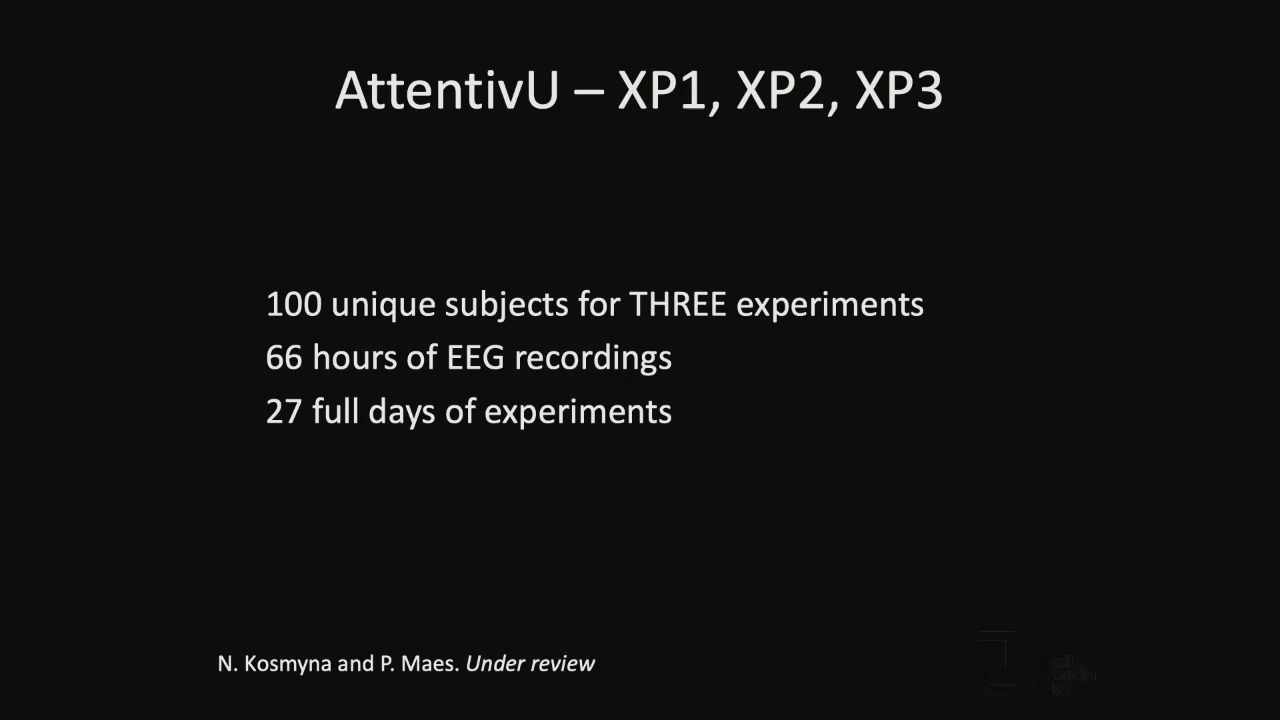 AttentivU – XP1, XP2, XP3
100 unique subjects for THREE experiments
66 hours of EEG recordings
27 full days of experiments
N. Kosmyna and P. Maes. Under review